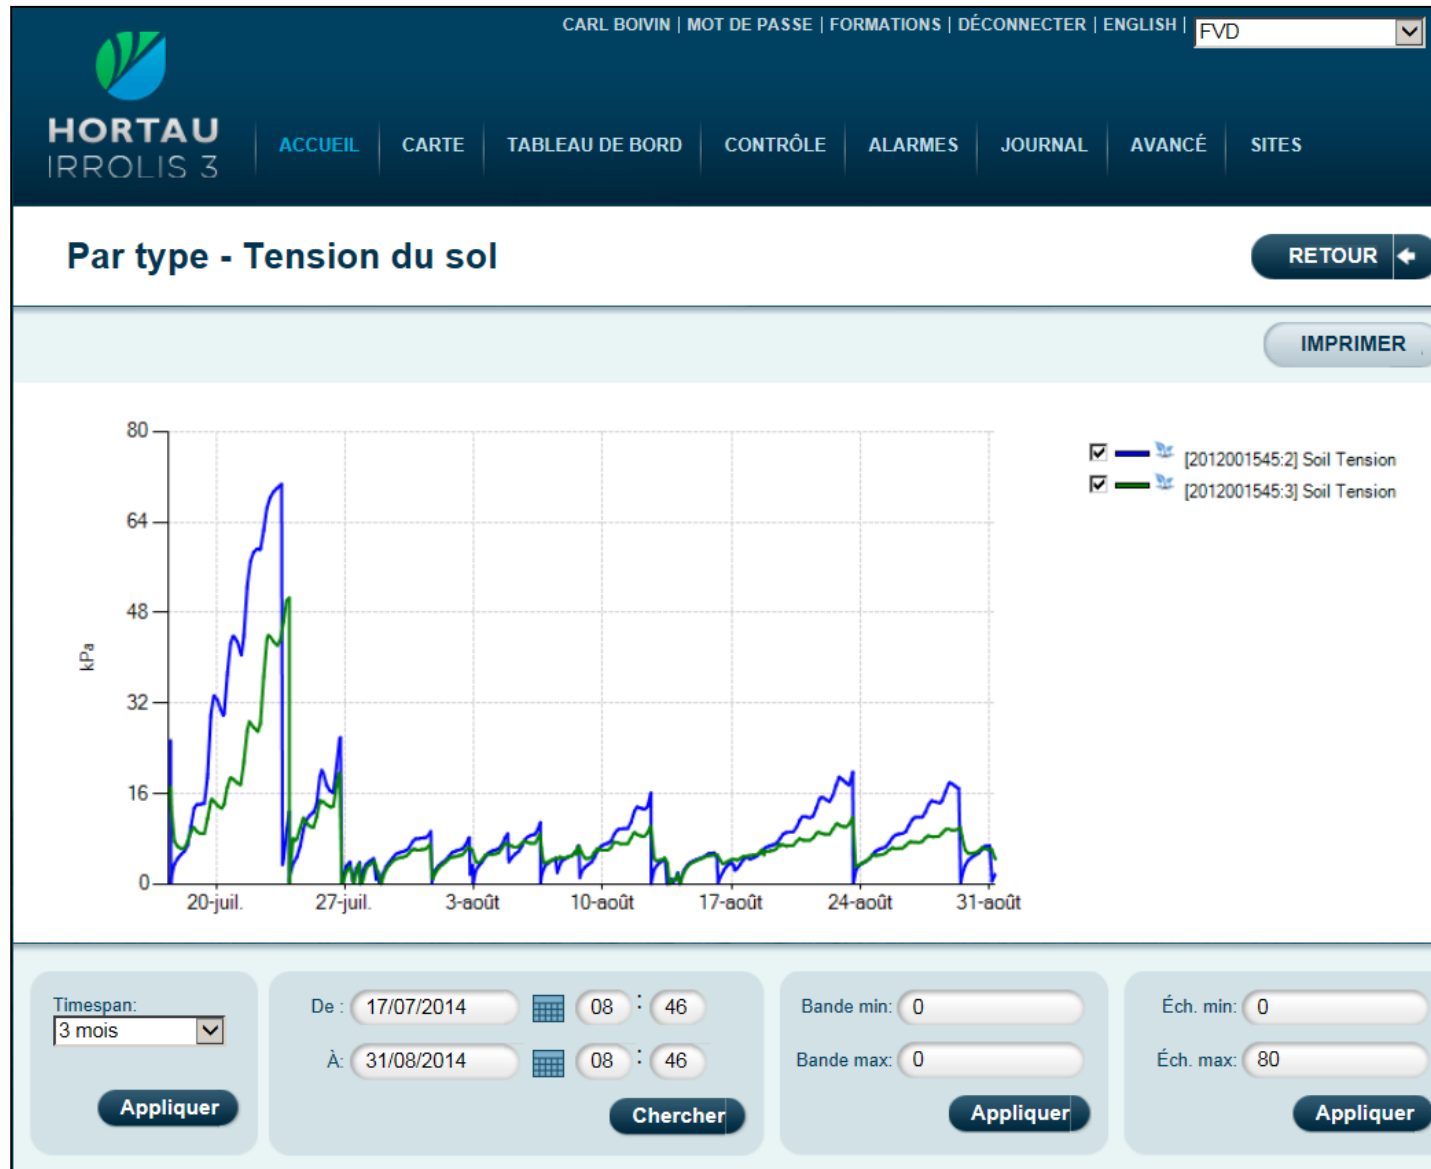 CARL BOIVIN | MOT DE PASSE | FORMATIONS | DÉCONNECTER | ENGLISH | FVD
HORTAU
IRROLIS 3
ACCUEIL CARTE TABLEAU DE BORD CONTRÔLE ALARMES JOURNAL AVANCÉ SITES
Par type - Tension du sol
RETOUR
IMPRIMER
80
64
48
32
16
0
kPa
20-juil. 27-juil. 3-août 10-août 17-août 24-août 31-août
[2012001545:2] Soil Tension
[2012001545:3] Soil Tension
Timespan:
3 mois
Appliquer
De : 17/07/2014 08 : 46
À: 31/08/2014 08 : 46
Chercher
Bande min: 0
Bande max: 0
Appliquer
Éch. min: 0
Éch. max: 80
Appliquer